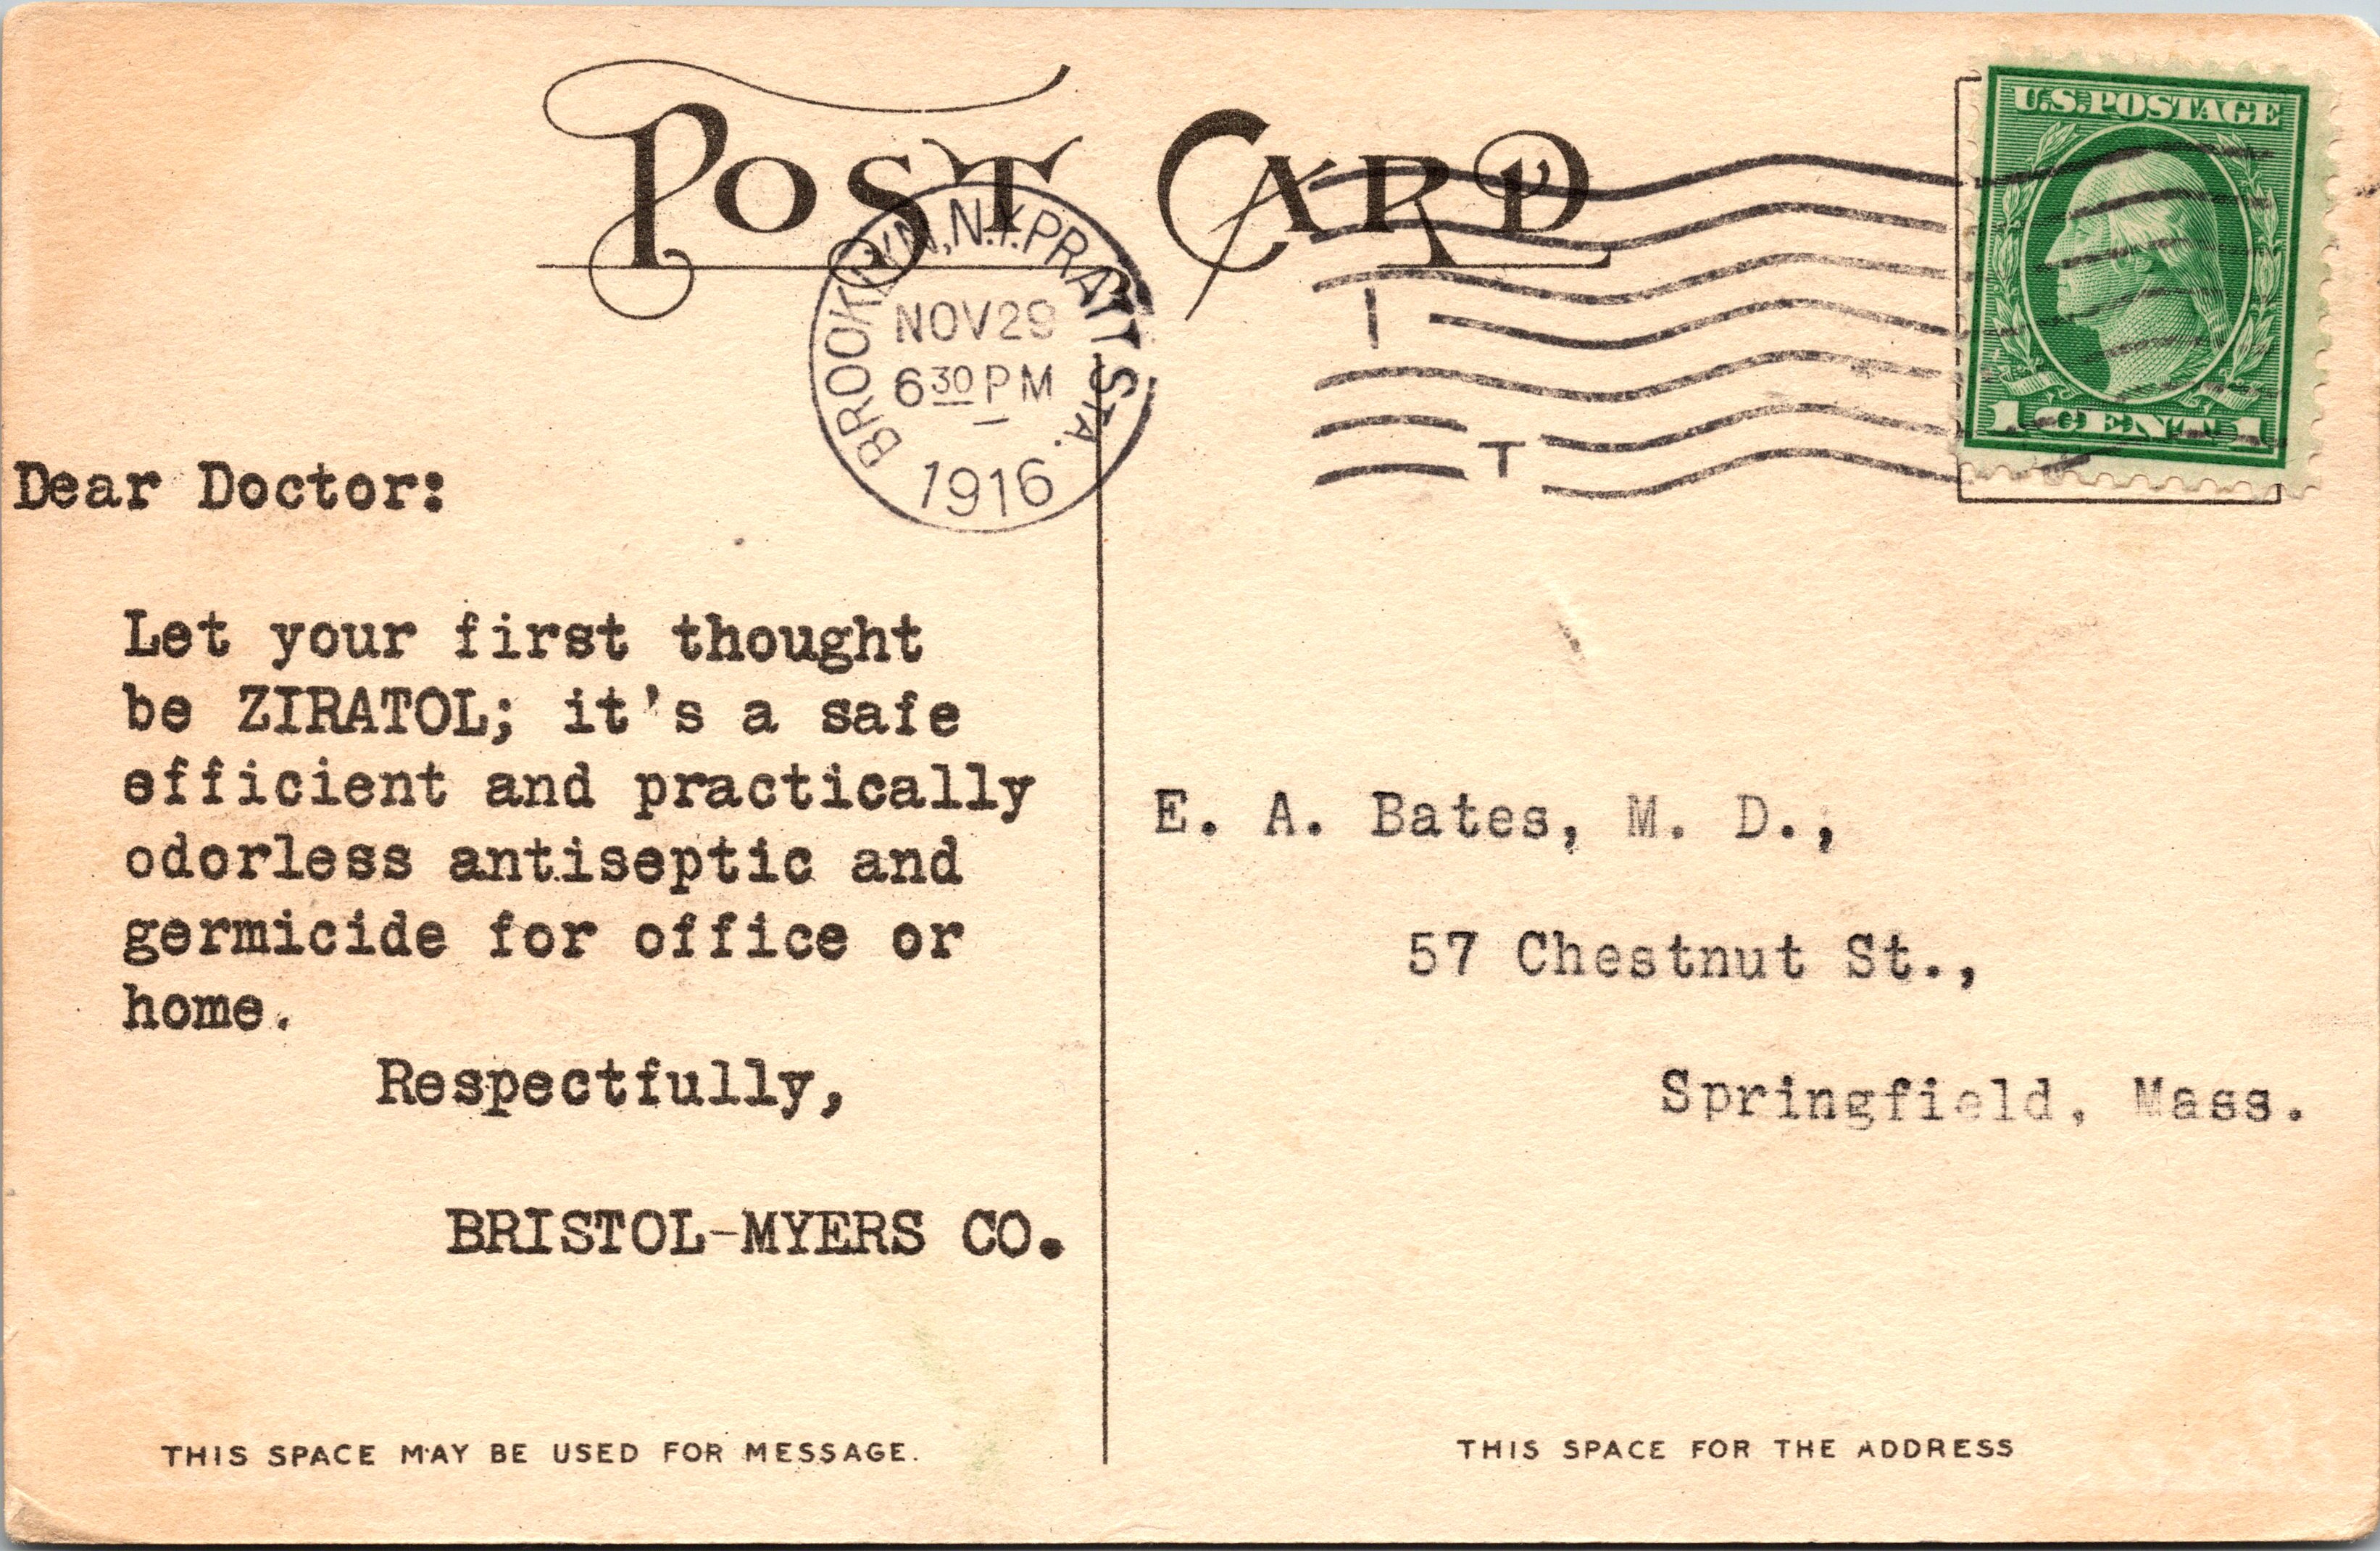 POST CARD
BROOKLYN, N.Y. PRATT STA.
NOV 29
6 30 PM
1916
I
T
U.S. POSTAGE
1 CENT 1
Dear Doctor:
Let your first thought
be ZIRATOL; it's a safe
efficient and practically
odorless antiseptic and
germicide for office or
home.
Respectfully,
BRISTOL-MYERS CO.
THIS SPACE MAY BE USED FOR MESSAGE.
E. A. Bates, M. D.,
57 Chestnut St.,
Springfield, Mass.
THIS SPACE FOR THE ADDRESS